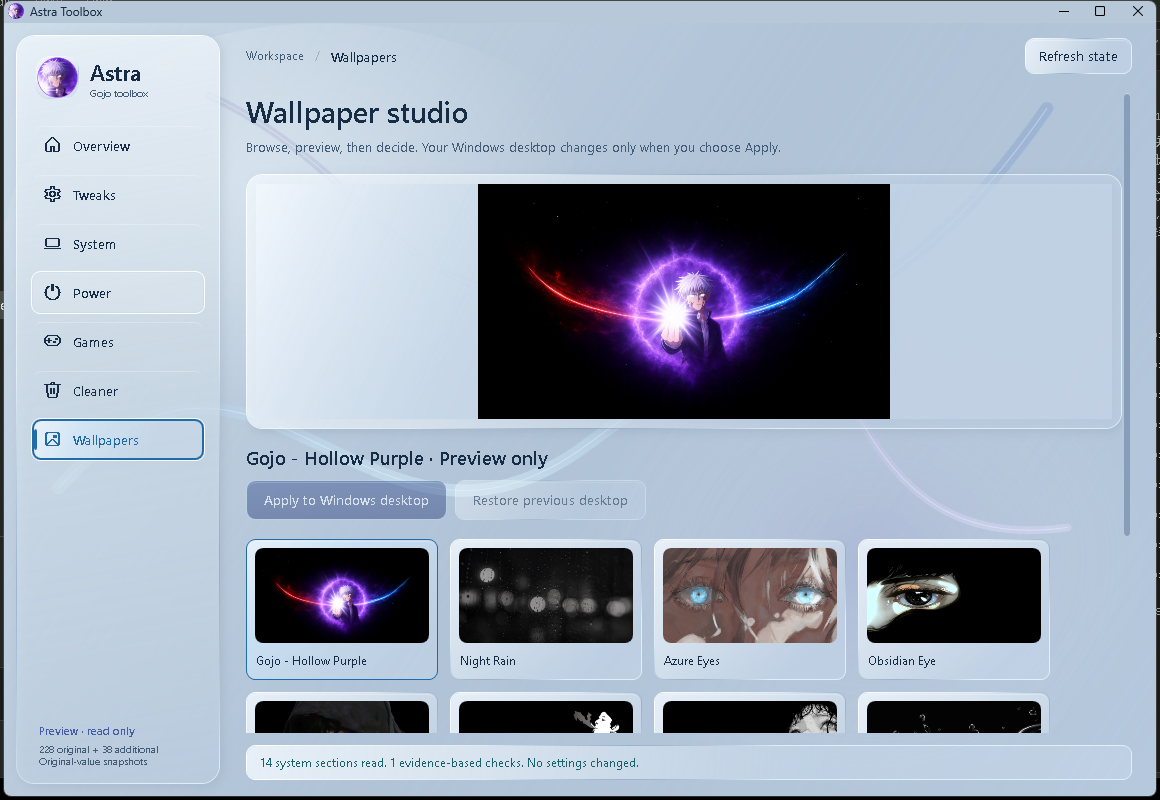 Astra Toolbox
Astra
Gojo toolbox
Overview
Tweaks
System
Power
Games
Cleaner
Wallpapers
Preview · read only
228 original + 38 additional
Original-value snapshots
Workspace / Wallpapers
Refresh state
Wallpaper studio
Browse, preview, then decide. Your Windows desktop changes only when you choose Apply.
Gojo - Hollow Purple · Preview only
Apply to Windows desktop
Restore previous desktop
Gojo - Hollow Purple
Night Rain
Azure Eyes
Obsidian Eye
14 system sections read. 1 evidence-based checks. No settings changed.